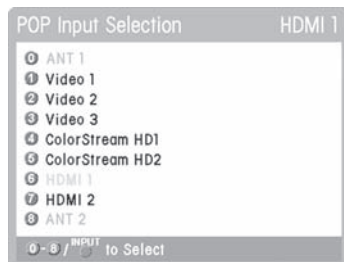 POP Input Selection HDMI 1
0 ANT 1
1 Video 1
2 Video 2
3 Video 3
4 ColorStream HD1
5 ColorStream HD2
6 HDMI 1
7 HDMI 2
8 ANT 2
0-8/INPUT to Select